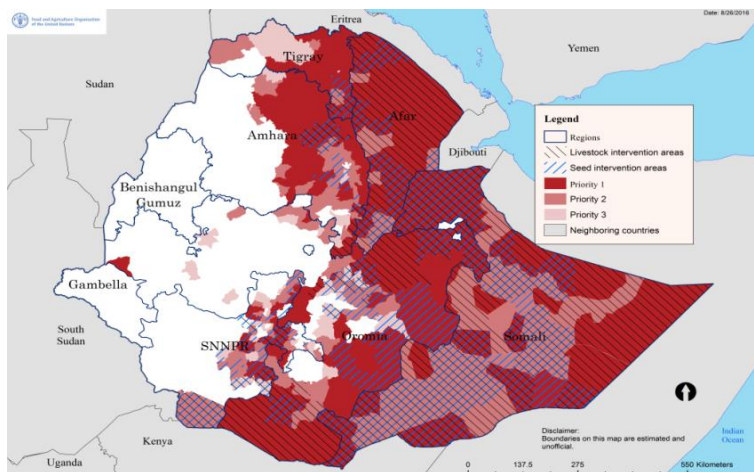 Food and Agriculture Organization
of the United Nations
Date: 8/26/2016
Eritrea
Yemen
Sudan
Tigray
Afar
Amhara
Djibouti
Benishangul
Gumuz
Gambella
South
Sudan
SNNPR
Oromia
Somali
Kenya
Uganda
Indian
Ocean
Legend
Regions
Livestock intervention areas
Seed intervention areas
Priority 1
Priority 2
Priority 3
Neighboring countries
Disclaimer:
Boundaries on this map are estimated and
unofficial.
0 137.5 275 550 Kilometers